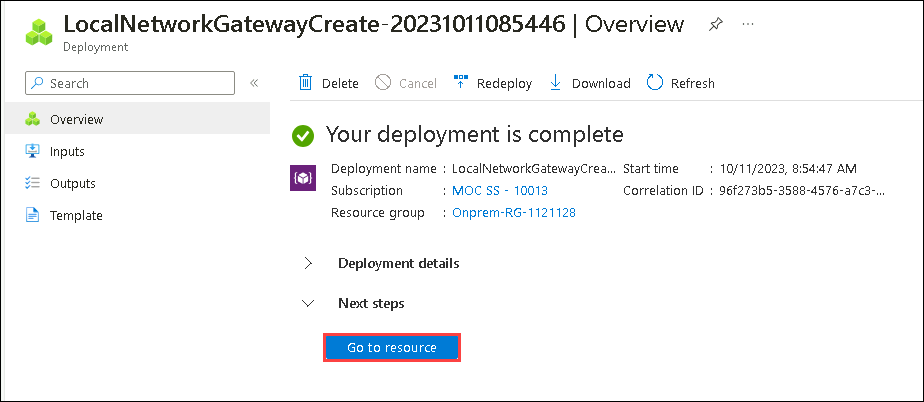 LocalNetworkGatewayCreate-20231011085446 | Overview
Deployment
Search
Overview
Inputs
Outputs
Template
Delete Cancel Redeploy Download Refresh
Your deployment is complete
Deployment name : LocalNetworkGatewayCrea... Start time : 10/11/2023, 8:54:47 AM
Subscription : MOC SS - 10013 Correlation ID : 96f273b5-3588-4576-a7c3-...
Resource group : Onprem-RG-1121128
Deployment details
Next steps
Go to resource